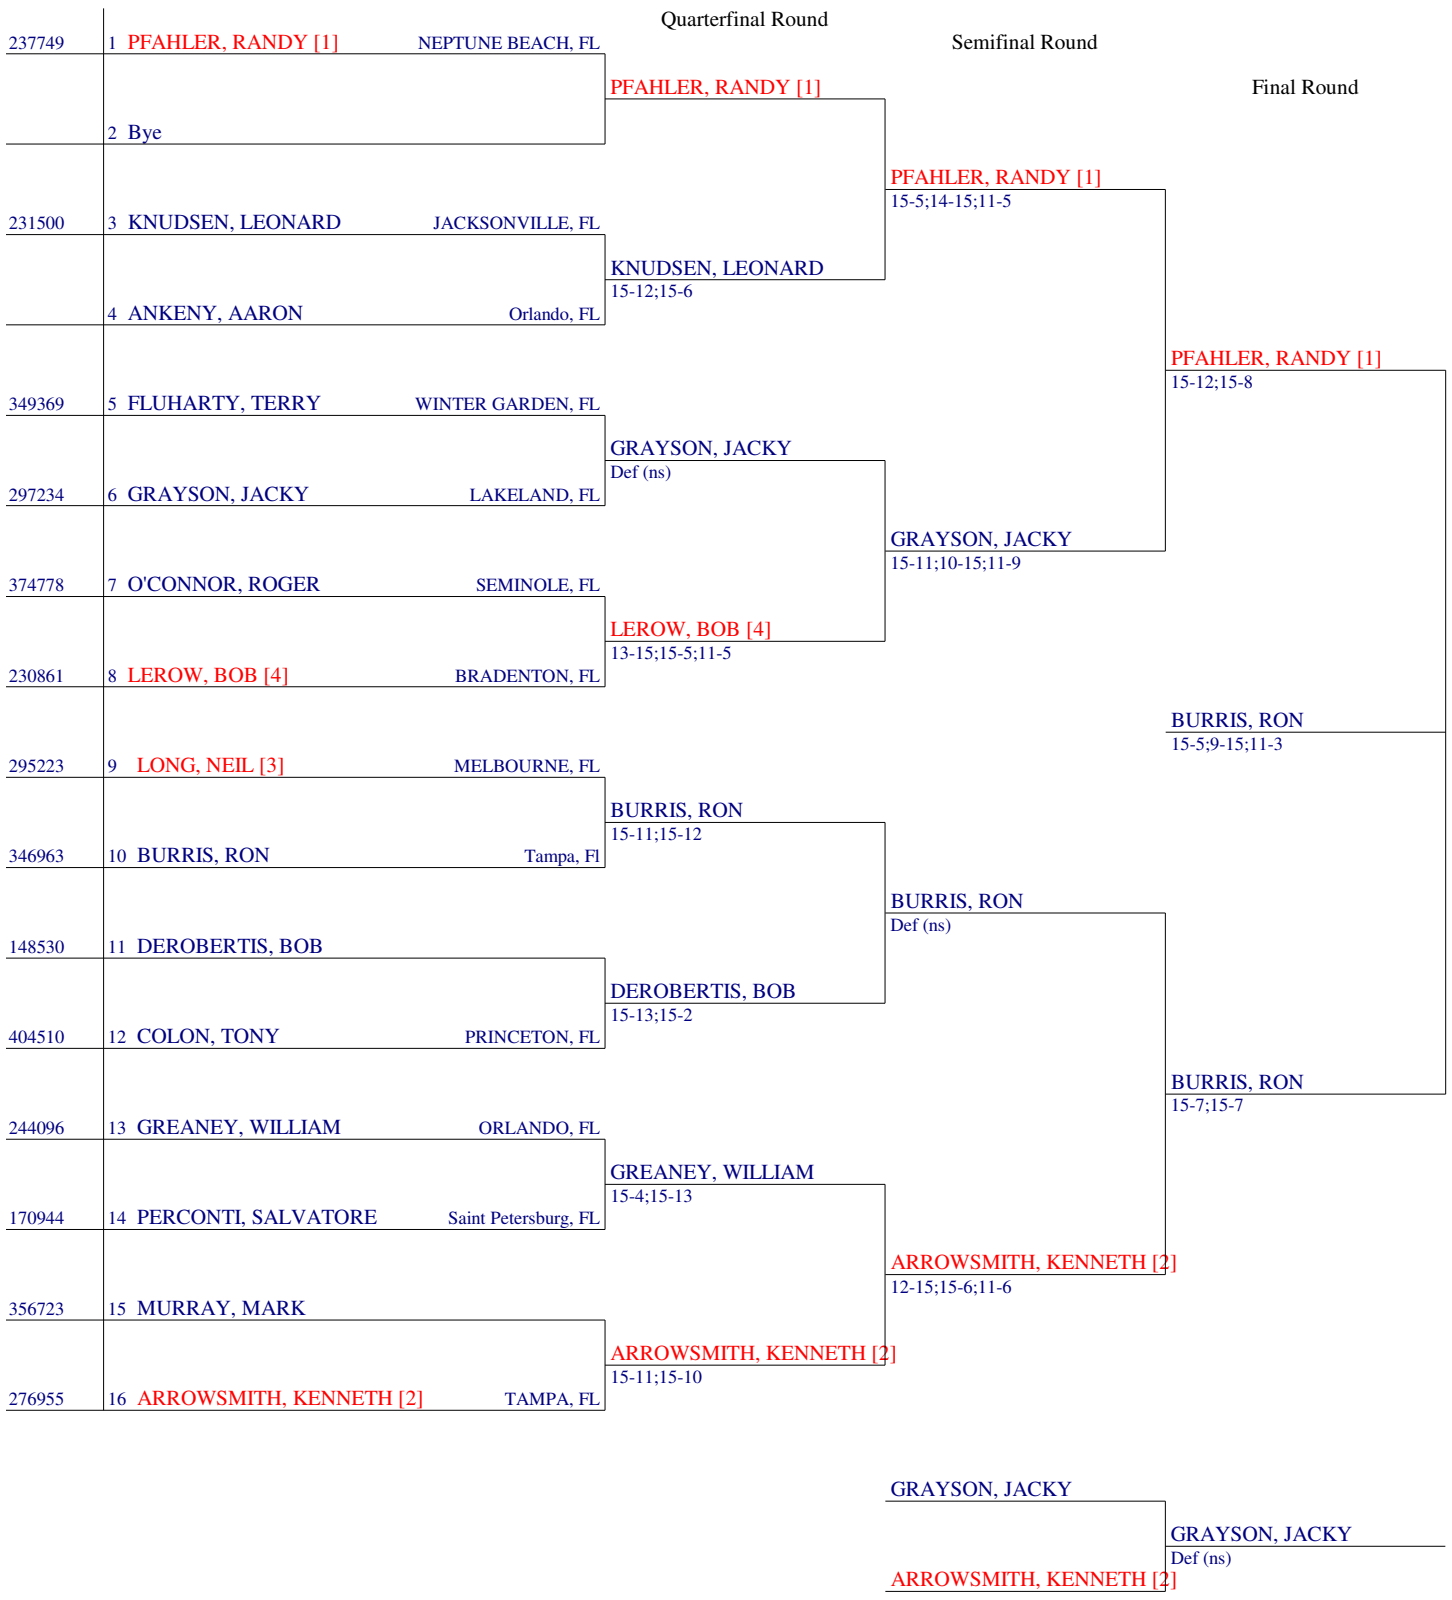 Quarterfinal Round
Semifinal Round
Final Round
237749 1 PFAHLER, RANDY [1] NEPTUNE BEACH, FL
PFAHLER, RANDY [1]
2 Bye
PFAHLER, RANDY [1]
15-5;14-15;11-5
231500 3 KNUDSEN, LEONARD JACKSONVILLE, FL
KNUDSEN, LEONARD
15-12;15-6
4 ANKENY, AARON Orlando, FL
PFAHLER, RANDY [1]
15-12;15-8
349369 5 FLUHARTY, TERRY WINTER GARDEN, FL
GRAYSON, JACKY
Def (ns)
297234 6 GRAYSON, JACKY LAKELAND, FL
GRAYSON, JACKY
15-11;10-15;11-9
374778 7 O'CONNOR, ROGER SEMINOLE, FL
LEROW, BOB [4]
13-15;15-5;11-5
230861 8 LEROW, BOB [4] BRADENTON, FL
BURRIS, RON
15-5;9-15;11-3
295223 9 LONG, NEIL [3] MELBOURNE, FL
BURRIS, RON
15-11;15-12
346963 10 BURRIS, RON Tampa, Fl
BURRIS, RON
Def (ns)
148530 11 DEROBERTIS, BOB
DEROBERTIS, BOB
15-13;15-2
404510 12 COLON, TONY PRINCETON, FL
BURRIS, RON
15-7;15-7
244096 13 GREANEY, WILLIAM ORLANDO, FL
GREANEY, WILLIAM
15-4;15-13
170944 14 PERCONTI, SALVATORE Saint Petersburg, FL
ARROWSMITH, KENNETH [2]
12-15;15-6;11-6
356723 15 MURRAY, MARK
ARROWSMITH, KENNETH [2]
15-11;15-10
276955 16 ARROWSMITH, KENNETH [2] TAMPA, FL
GRAYSON, JACKY
GRAYSON, JACKY
Def (ns)
ARROWSMITH, KENNETH [2]